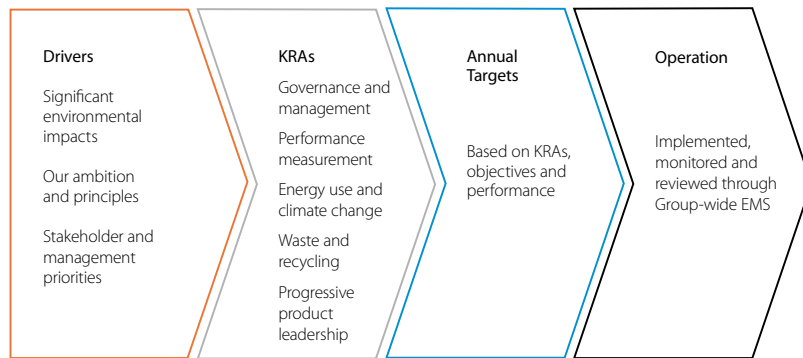 Drivers
Significant
environmental
impacts
Our ambition
and principles
Stakeholder and
management
priorities
KRAs
Governance and
management
Performance
measurement
Energy use and
climate change
Waste and
recycling
Progressive
product
leadership
Annual
Targets
Based on KRAs,
objectives and
performance
Operation
Implemented,
monitored and
reviewed through
Group-wide EMS